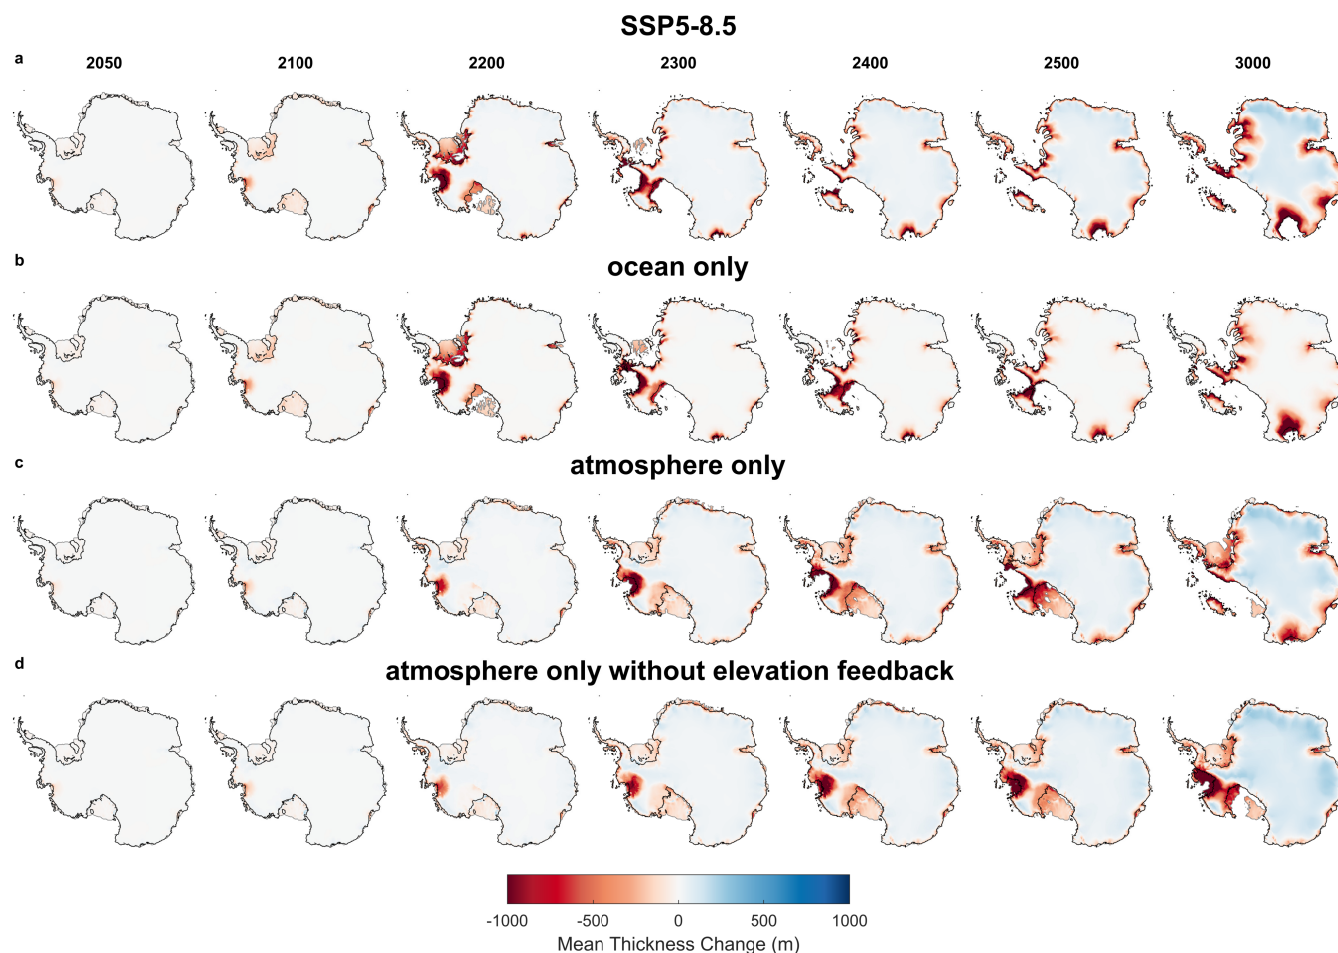 SSP5-8.5
a
2050 2100 2200 2300 2400 2500 3000
b
ocean only
c
atmosphere only
d
atmosphere only without elevation feedback
-1000 -500 0 500 1000
Mean Thickness Change (m)